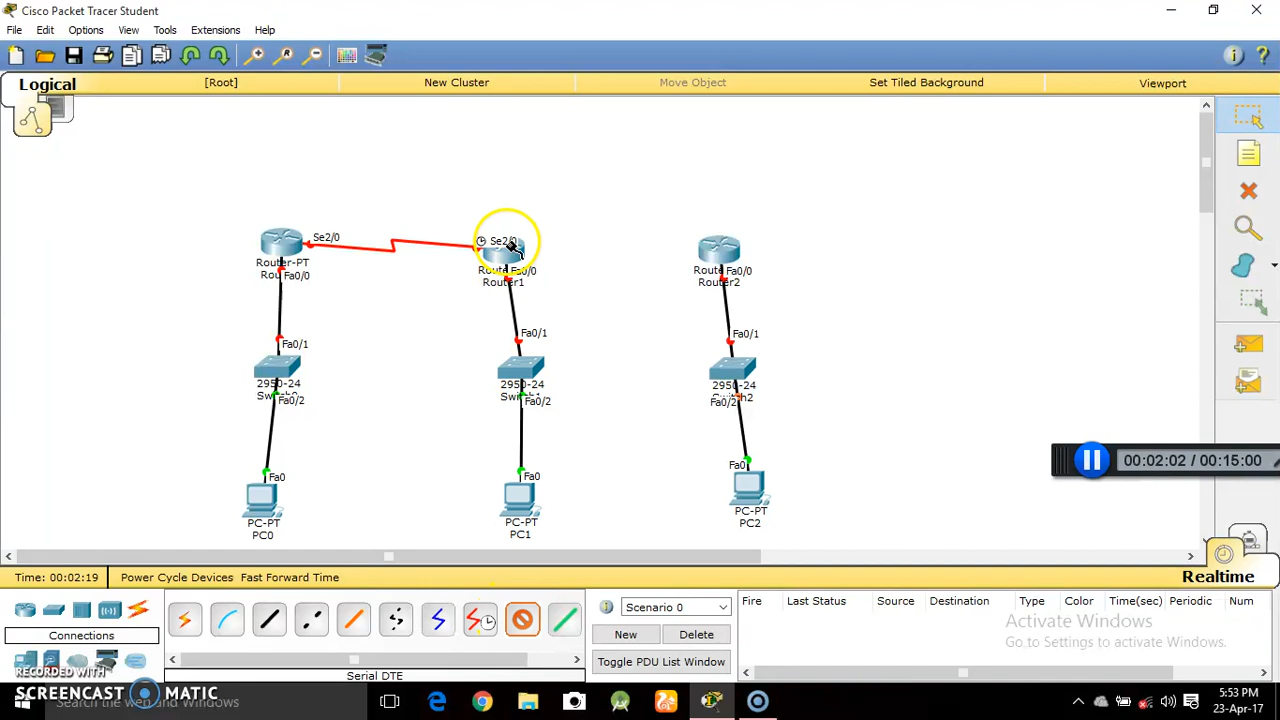 Cisco Packet Tracer Student
File Edit Options View Tools Extensions Help
Logical [Root] New Cluster Move Object Set Tiled Background Viewport
Se2/0 Se2/0
Router-PT
Fa0/0 Fa0/0 Fa0/0
Router1 Router2
Fa0/1 Fa0/1 Fa0/1
2950-24 2950-24 2950-24
Fa0/2 Fa0/2 Fa0/2
00:02:02 / 00:15:00
Fa0 Fa0 Fa0
PC-PT PC-PT PC-PT
PC0 PC1 PC2
Time: 00:02:19 Power Cycle Devices Fast Forward Time Realtime
Scenario 0 Fire Last Status Source Destination Type Color Time(sec) Periodic Num
Connections New Delete
Activate Windows
Go to Settings to activate Windows.
Toggle PDU List Window
Serial DTE
RECORDED WITH
SCREENCAST MATIC
Search the web and Windows
5:53 PM
23-Apr-17